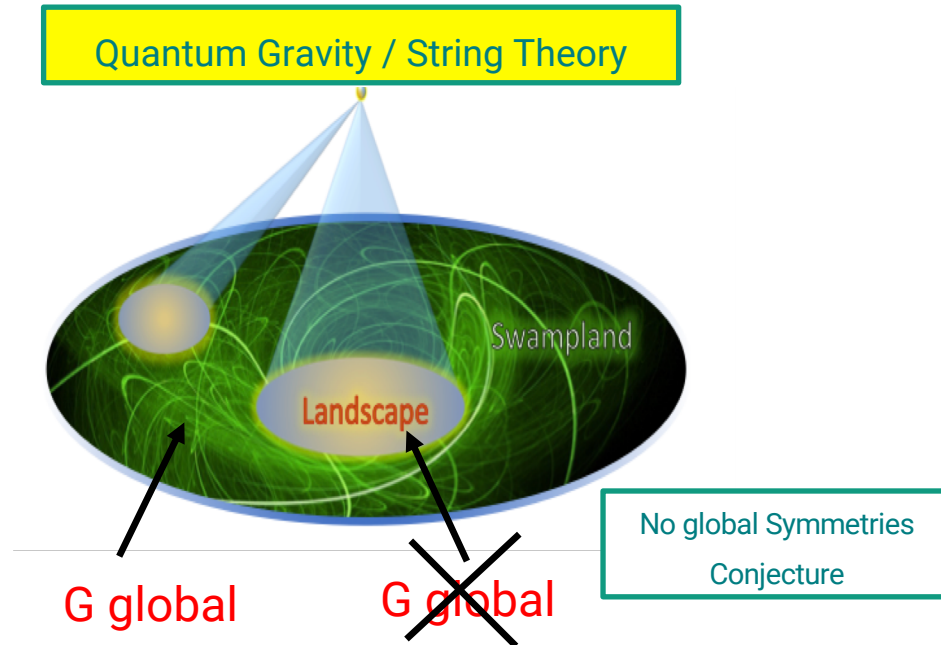 Quantum Gravity / String Theory
Swampland
Landscape
No global Symmetries
Conjecture
G global
G global